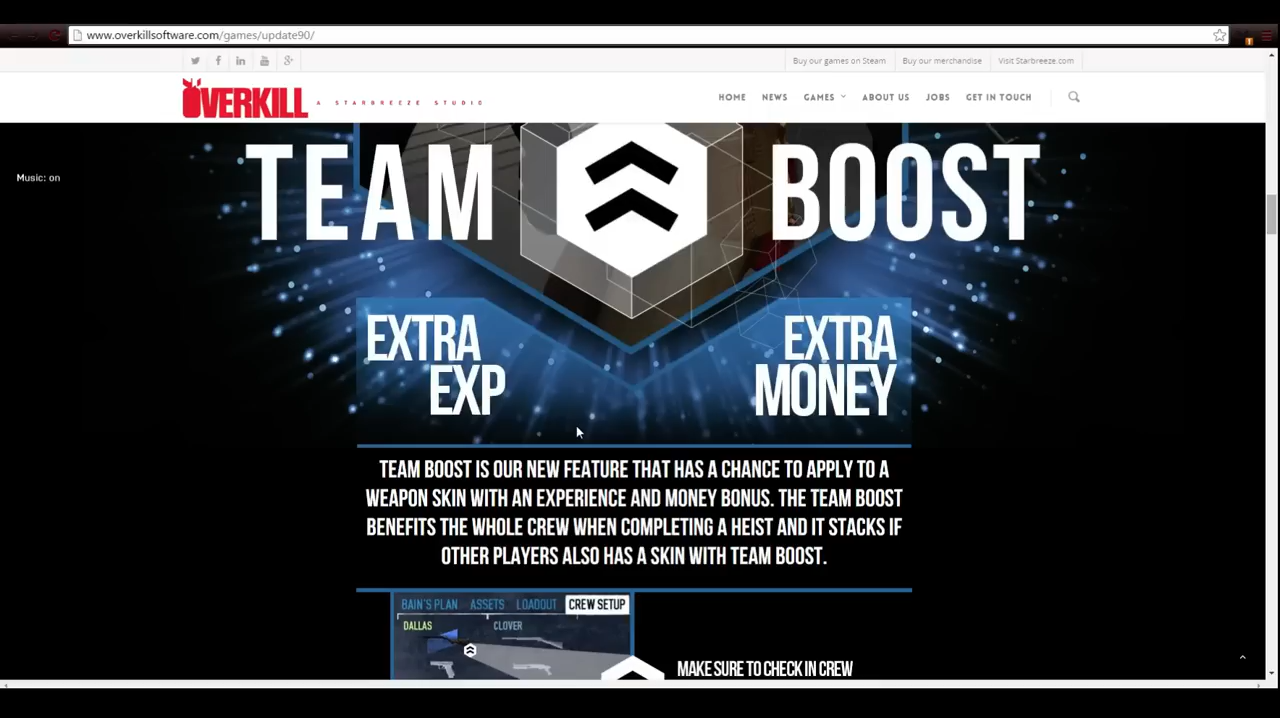 www.overkillsoftware.com/games/update90/
Buy our games on Steam
Buy our merchandise
Visit Starbreeze.com
OVERKILL
A STARBREEZE STUDIO
HOME
NEWS
GAMES
ABOUT US
JOBS
GET IN TOUCH
TEAM BOOST
Music: on
EXTRA
EXP
EXTRA
MONEY
TEAM BOOST IS OUR NEW FEATURE THAT HAS A CHANCE TO APPLY TO A
WEAPON SKIN WITH AN EXPERIENCE AND MONEY BONUS. THE TEAM BOOST
BENEFITS THE WHOLE CREW WHEN COMPLETING A HEIST AND IT STACKS IF
OTHER PLAYERS ALSO HAS A SKIN WITH TEAM BOOST.
BAIN'S PLAN
ASSETS
LOADOUT
CREW SETUP
DALLAS
CLOVER
MAKE SURE TO CHECK IN CREW